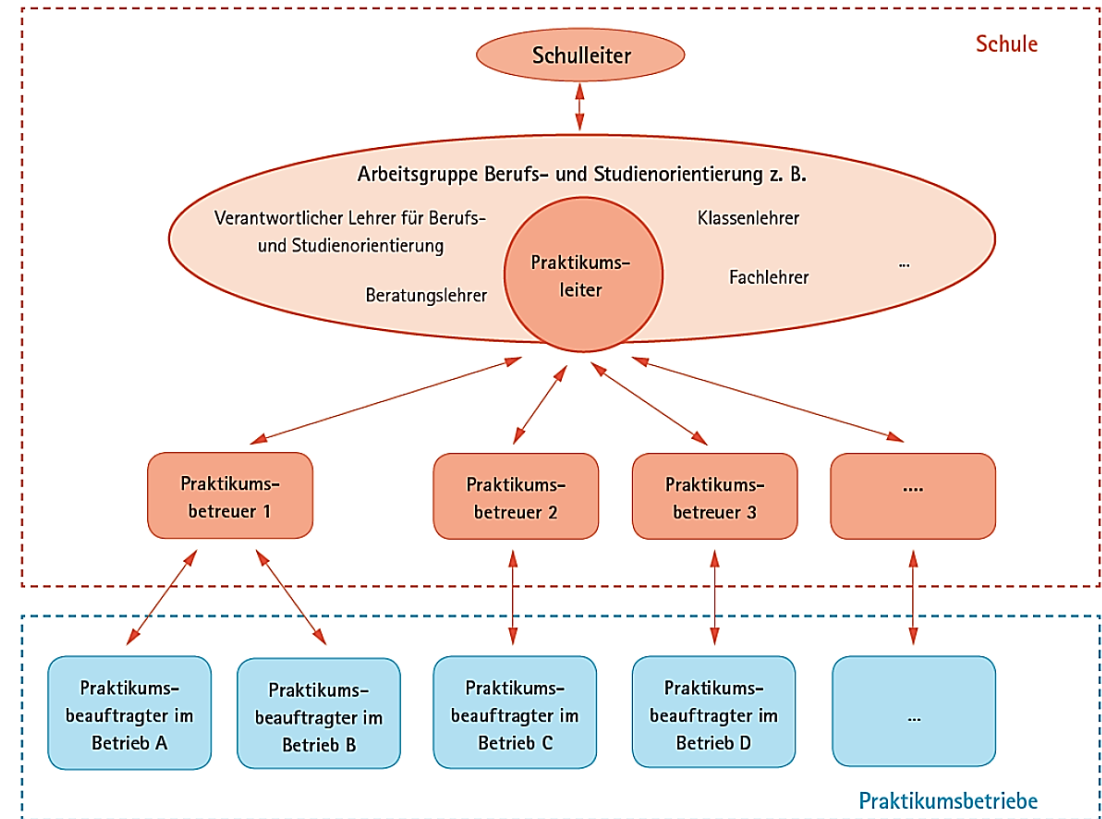 Schule
Schulleiter
Arbeitsgruppe Berufs- und Studienorientierung z. B.
Verantwortlicher Lehrer für Berufs-
und Studienorientierung
Klassenlehrer
...
Praktikums-
leiter
Fachlehrer
Beratungslehrer
Praktikums-
betreuer 1
Praktikums-
betreuer 2
Praktikums-
betreuer 3
....
Praktikums-
beauftragter im
Betrieb A
Praktikums-
beauftragter im
Betrieb B
Praktikums-
beauftragter im
Betrieb C
Praktikums-
beauftragter im
Betrieb D
...
Praktikumsbetriebe